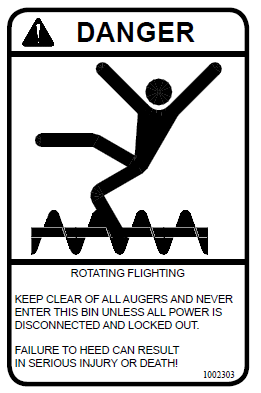 DANGER
ROTATING FLIGHTING
KEEP CLEAR OF ALL AUGERS AND NEVER
ENTER THIS BIN UNLESS ALL POWER IS
DISCONNECTED AND LOCKED OUT.
FAILURE TO HEED CAN RESULT
IN SERIOUS INJURY OR DEATH!
1002303